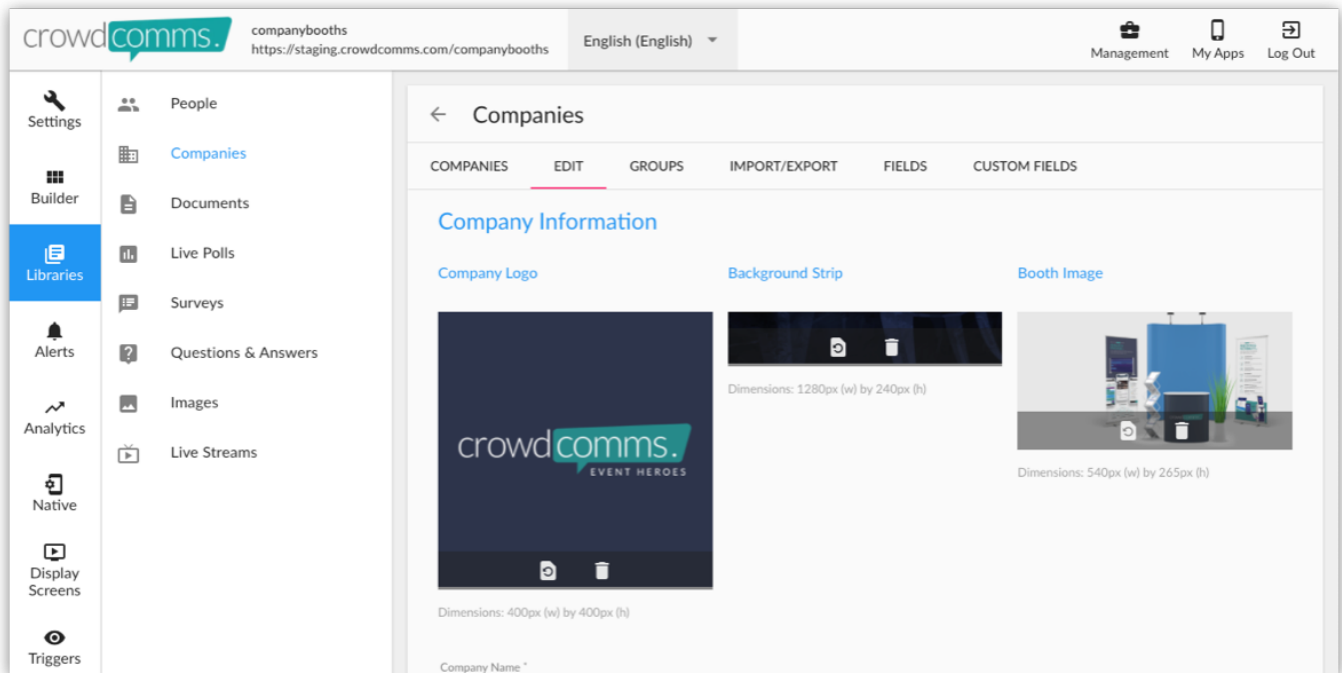 crowdcomms.
companybooths
https://staging.crowdcomms.com/companybooths
English (English)
Management
My Apps
Log Out
Settings
Builder
Libraries
Alerts
Analytics
Native
Display
Screens
Triggers
People
Companies
Documents
Live Polls
Surveys
Questions & Answers
Images
Live Streams
Companies
COMPANIES EDIT GROUPS IMPORT/EXPORT FIELDS CUSTOM FIELDS
Company Information
Company Logo
crowdcomms.
EVENT HEROES
Dimensions: 400px (w) by 400px (h)
Background Strip
Dimensions: 1280px (w) by 240px (h)
Booth Image
Dimensions: 540px (w) by 265px (h)
Company Name *